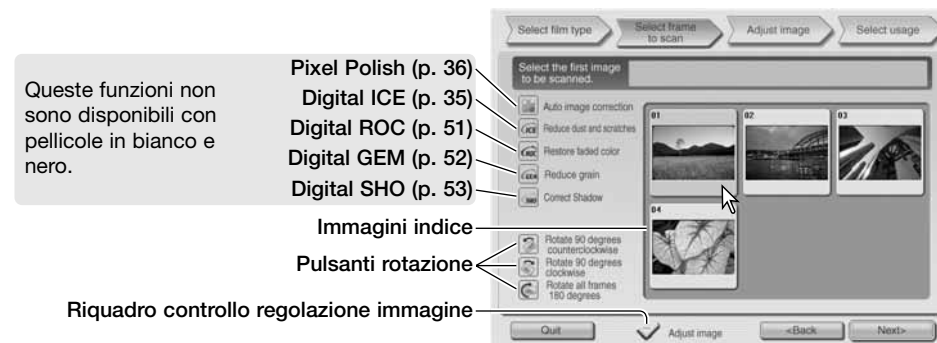 Select film type
Select frame
to scan
Adjust image
Select usage
Select the first image
to be scanned.
Queste funzioni non
sono disponibili con
pellicole in bianco e
nero.
Pixel Polish (p. 36)
Digital ICE (p. 35)
Digital ROC (p. 51)
Digital GEM (p. 52)
Digital SHO (p. 53)
Immagini indice
Pulsanti rotazione
Riquadro controllo regolazione immagine
Auto image correction
ICE
Reduce dust and scratches
ROC
Restore faded color
GEM
Reduce grain
SHO
Correct Shadow
Rotate 90 degrees
counterclockwise
Rotate 90 degrees
clockwise
Rotate all frames
180 degrees
01
02
03
04
Quit
Adjust image
<Back
Next>